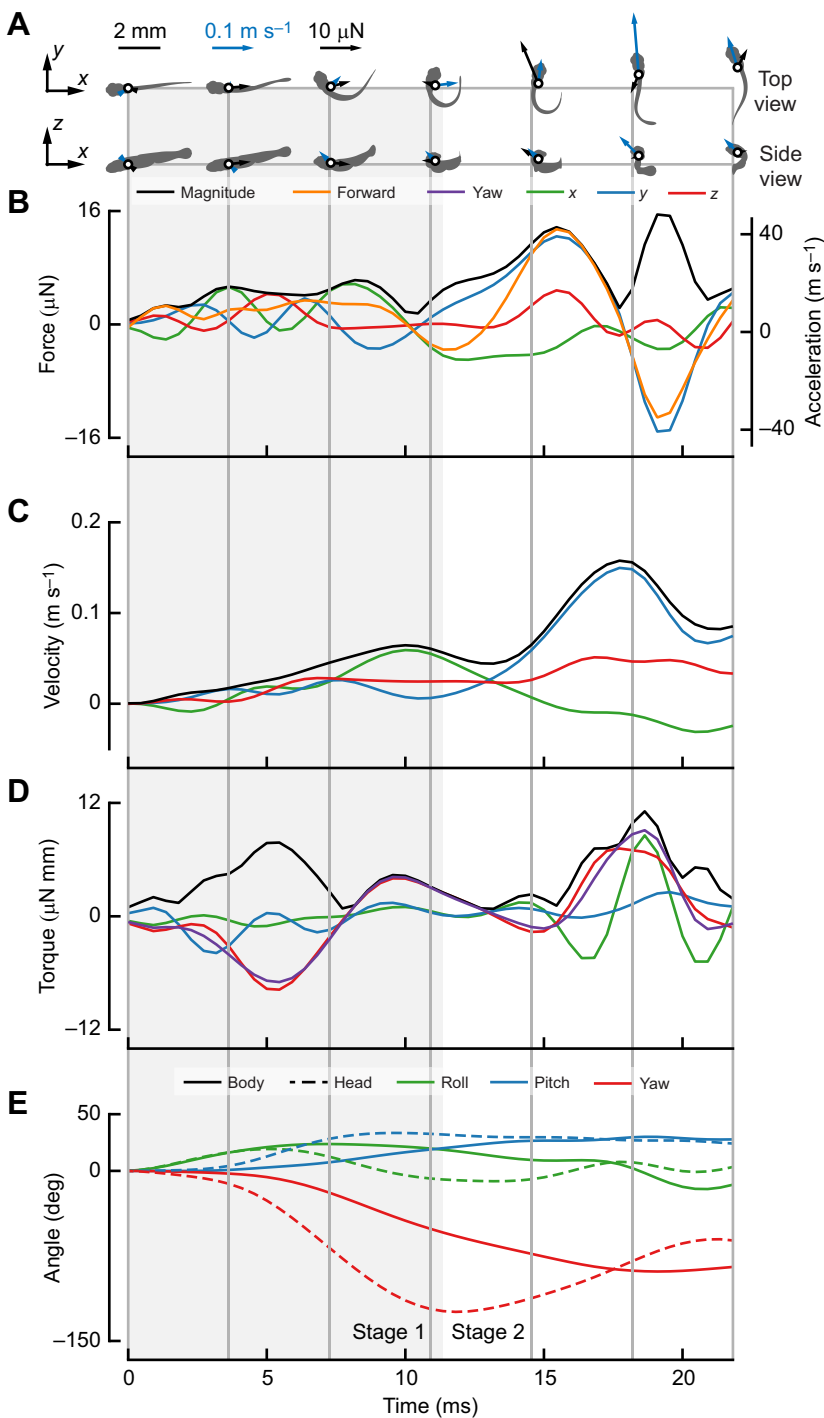 A
2 mm 0.1 m s–1 10 µN
y
x
Top view
z
x
Side view
B
Magnitude Forward Yaw x y z
16
0
–16
Force (µN)
40
0
–40
Acceleration (m s–1)
C
0.2
0.1
0
Velocity (m s–1)
D
12
0
–12
Torque (µN mm)
E
Body Head Roll Pitch Yaw
50
0
–150
Angle (deg)
Stage 1 Stage 2
0 5 10 15 20
Time (ms)